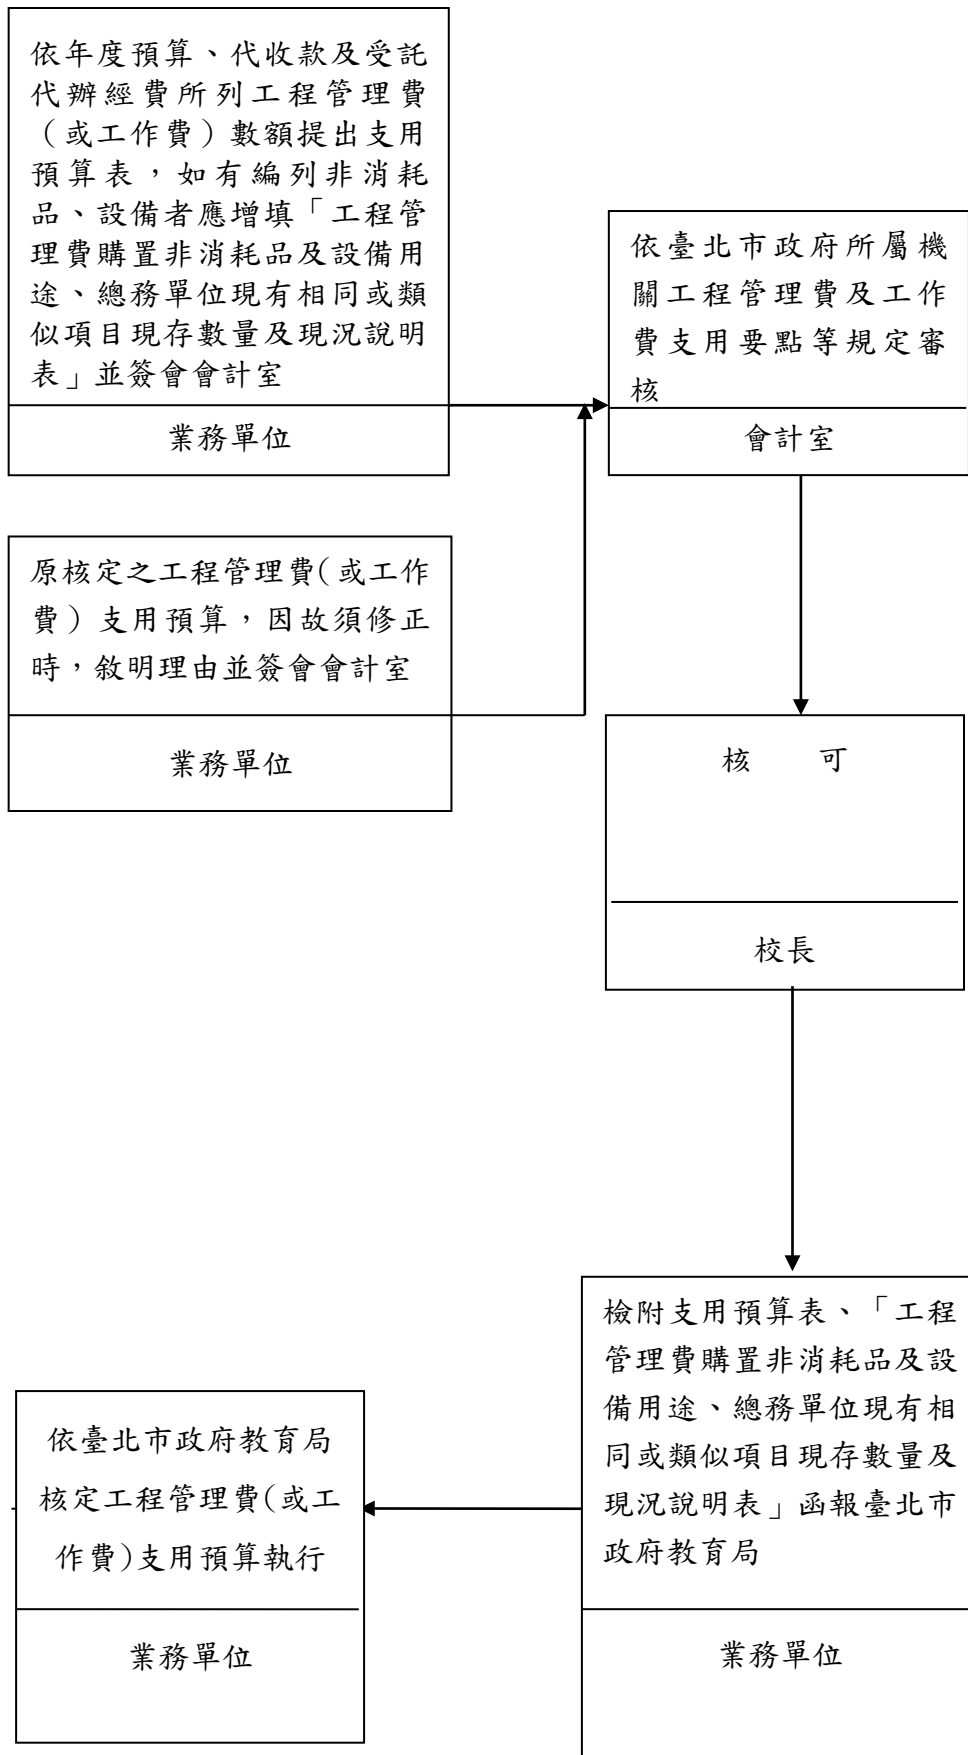 依年度預算、代收款及受託
代辦經費所列工程管理費
（或工作費）數額提出支用
預算表，如有編列非消耗
品、設備者應增填「工程管
理費購置非消耗品及設備用
途、總務單位現有相同或類
似項目現存數量及現況說明
表」並簽會會計室
業務單位
依臺北市政府所屬機
關工程管理費及工作
費支用要點等規定審
核
會計室
原核定之工程管理費(或工作
費）支用預算，因故須修正
時，敘明理由並簽會會計室
業務單位
核　可
校長
檢附支用預算表、「工程
管理費購置非消耗品及設
備用途、總務單位現有相
同或類似項目現存數量及
現況說明表」函報臺北市
政府教育局
業務單位
依臺北市政府教育局
核定工程管理費(或工
作費)支用預算執行
業務單位